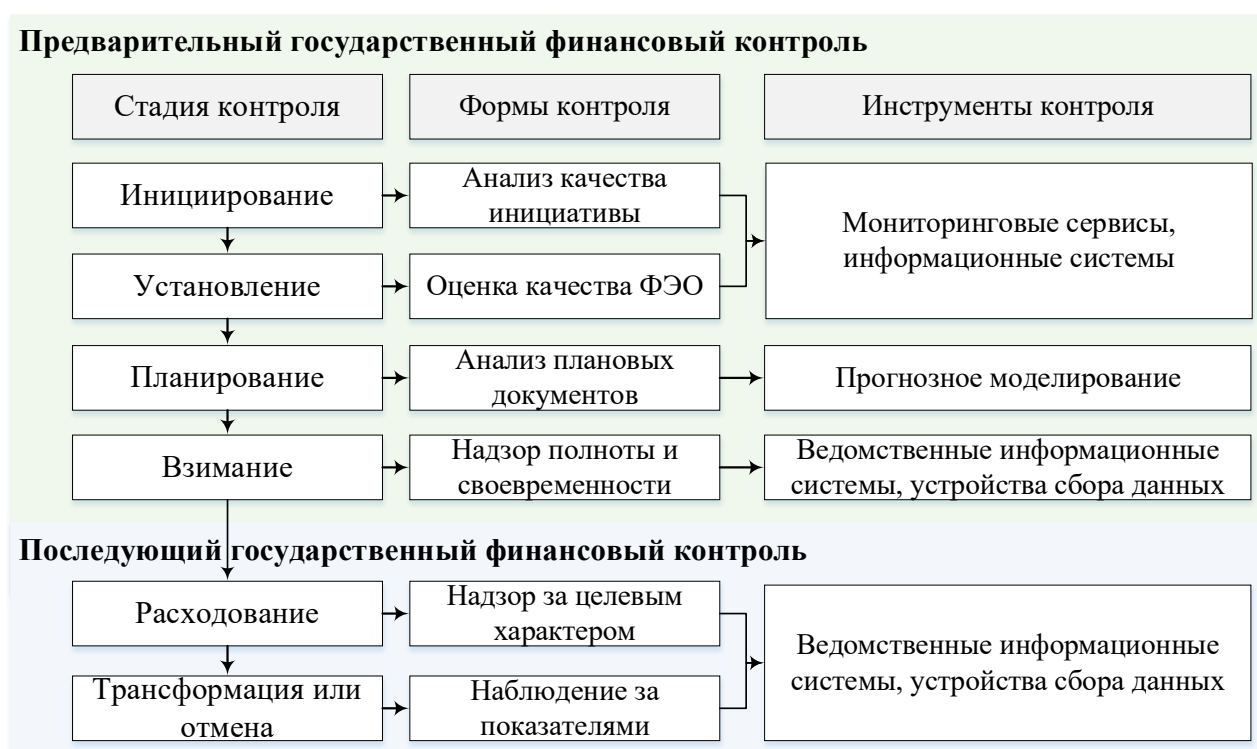 Предварительный государственный финансовый контроль
Стадия контроля
Формы контроля
Инструменты контроля
Инициирование
Анализ качества
инициативы
Мониторинговые сервисы,
информационные системы
Установление
Оценка качества ФЭО
Планирование
Анализ плановых
документов
Прогнозное моделирование
Взимание
Надзор полноты и
своевременности
Ведомственные информационные
системы, устройства сбора данных
Последующий государственный финансовый контроль
Расходование
Надзор за целевым
характером
Ведомственные информационные
системы, устройства сбора данных
Трансформация или
отмена
Наблюдение за
показателями